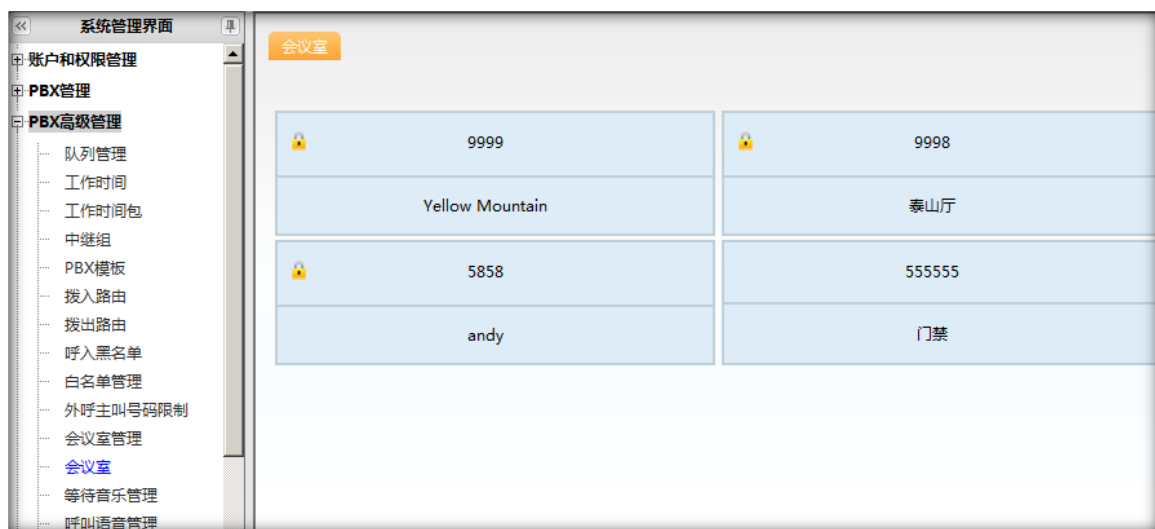 系统管理界面
账户和权限管理
PBX管理
PBX高级管理
队列管理
工作时间
工作时间包
中继组
PBX模板
拨入路由
拨出路由
呼入黑名单
白名单管理
外呼主叫号码限制
会议室管理
会议室
等待音乐管理
呼叫语音管理
会议室
9999
9998
Yellow Mountain
泰山厅
5858
555555
andy
门禁